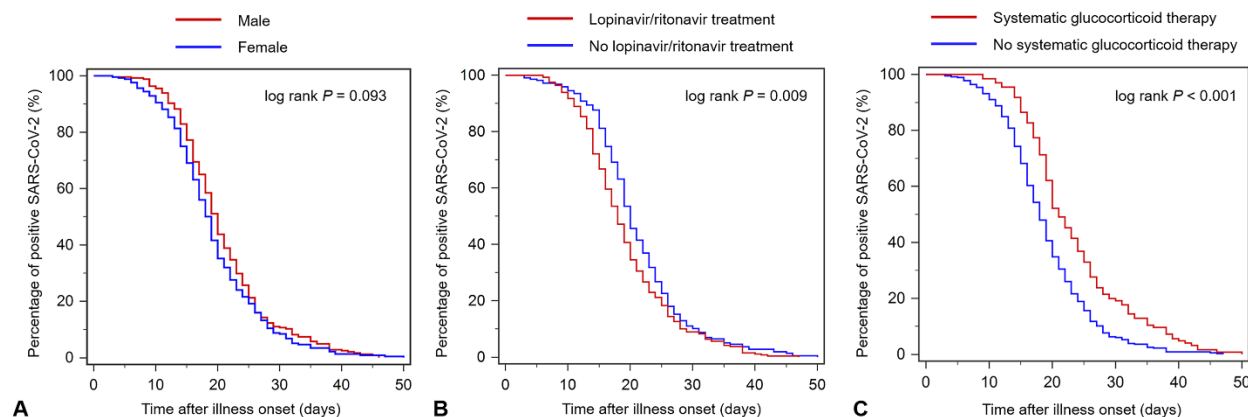 Male
Female
log rank P = 0.093
Percentage of positive SARS-CoV-2 (%)
100
80
60
40
20
0
0 10 20 30 40 50
Time after illness onset (days)
A
Lopinavir/ritonavir treatment
No lopinavir/ritonavir treatment
log rank P = 0.009
Percentage of positive SARS-CoV-2 (%)
100
80
60
40
20
0
0 10 20 30 40 50
Time after illness onset (days)
B
Systematic glucocorticoid therapy
No systematic glucocorticoid therapy
log rank P < 0.001
Percentage of positive SARS-CoV-2 (%)
100
80
60
40
20
0
0 10 20 30 40 50
Time after illness onset (days)
C